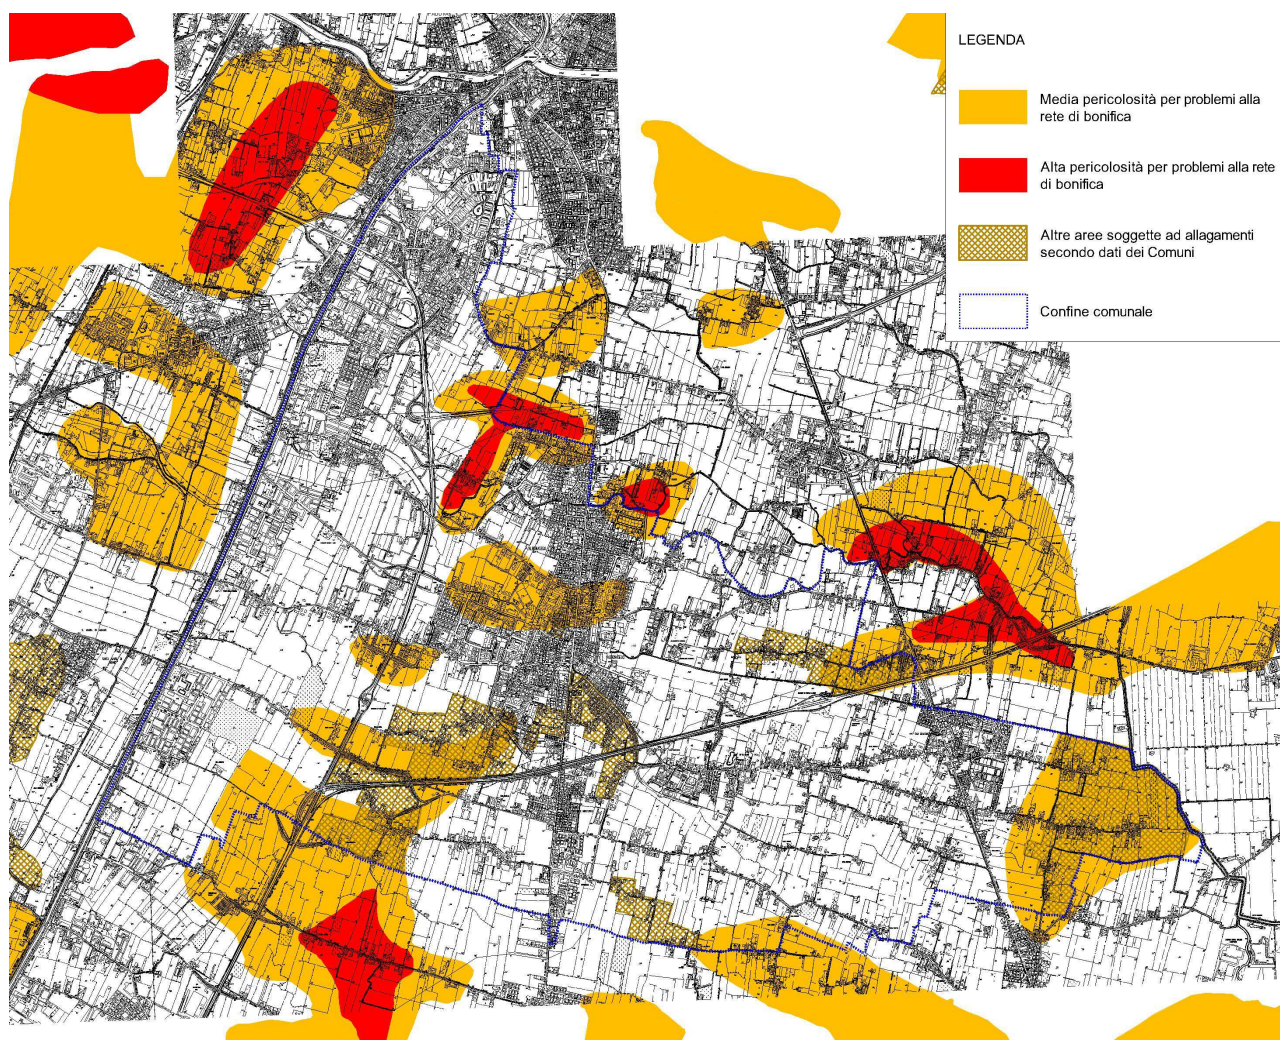 LEGENDA
Media pericolosità per problemi alla
rete di bonifica
Alta pericolosità per problemi alla rete
di bonifica
Altre aree soggette ad allagamenti
secondo dati dei Comuni
Confine comunale